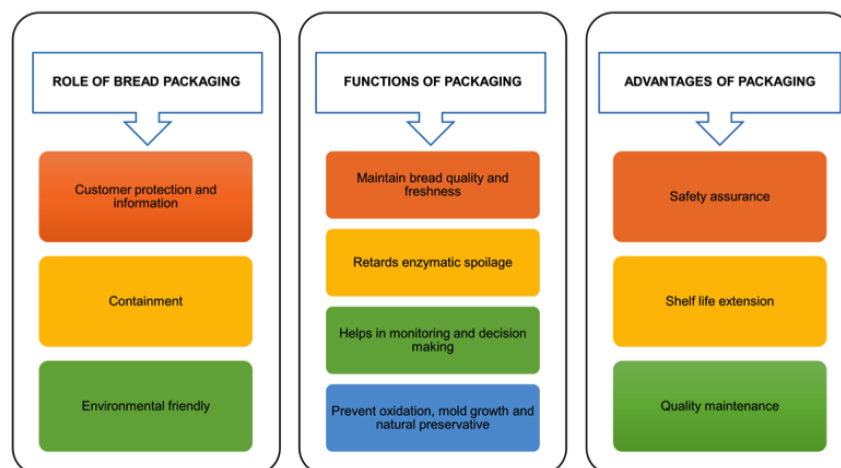 ROLE OF BREAD PACKAGING
Customer protection and
information
Containment
Environmental friendly
FUNCTIONS OF PACKAGING
Maintain bread quality and
freshness
Retards enzymatic spoilage
Helps in monitoring and decision
making
Prevent oxidation, mold growth and
natural preservative
ADVANTAGES OF PACKAGING
Safety assurance
Shelf life extension
Quality maintenance